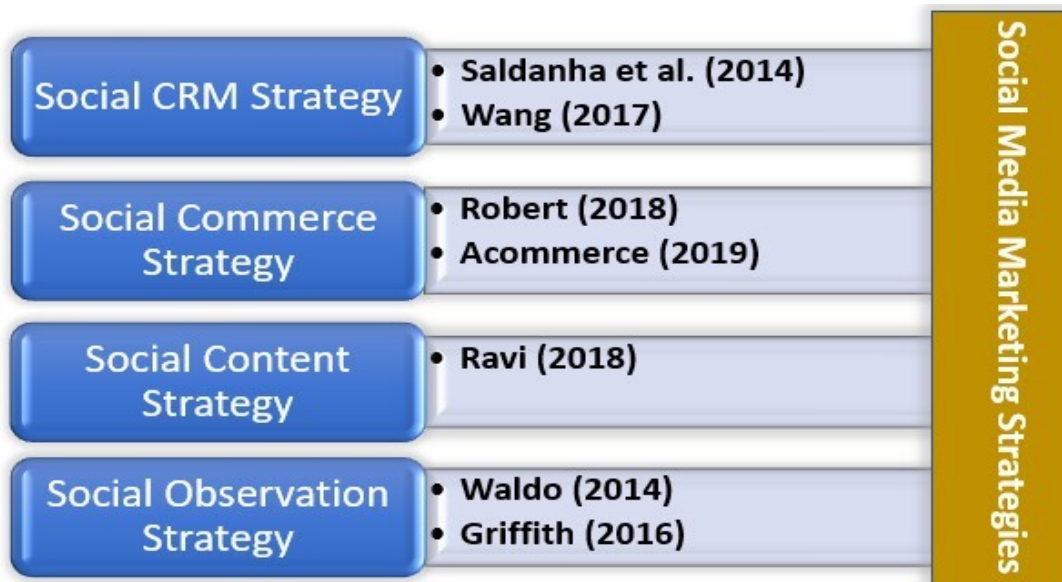 Social CRM Strategy
• Saldanha et al. (2014)
• Wang (2017)
Social Commerce
Strategy
• Robert (2018)
• Acommerce (2019)
Social Content
Strategy
• Ravi (2018)
Social Observation
Strategy
• Waldo (2014)
• Griffith (2016)
Social Media Marketing Strategies